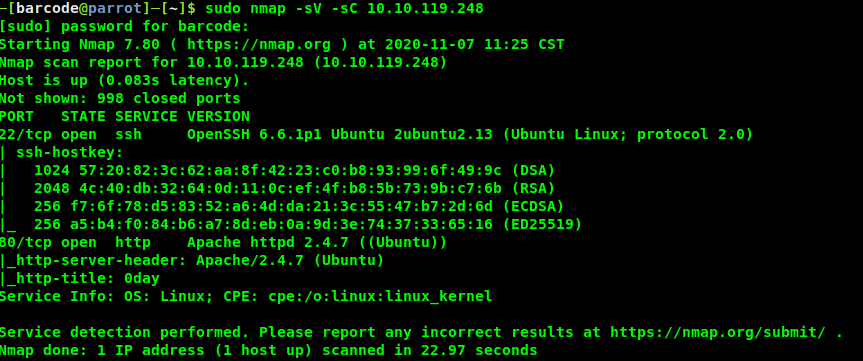 ─[barcode@parrot]─[~]$ sudo nmap -sV -sC 10.10.119.248
[sudo] password for barcode:
Starting Nmap 7.80 ( https://nmap.org ) at 2020-11-07 11:25 CST
Nmap scan report for 10.10.119.248 (10.10.119.248)
Host is up (0.083s latency).
Not shown: 998 closed ports
PORT   STATE SERVICE VERSION
22/tcp open  ssh     OpenSSH 6.6.1p1 Ubuntu 2ubuntu2.13 (Ubuntu Linux; protocol 2.0)
| ssh-hostkey:
|   1024 57:20:82:3c:62:aa:8f:42:23:c0:b8:93:99:6f:49:9c (DSA)
|   2048 4c:40:db:32:64:0d:11:0c:ef:4f:b8:5b:73:9b:c7:6b (RSA)
|   256 f7:6f:78:d5:83:52:a6:4d:da:21:3c:55:47:b7:2d:6d (ECDSA)
|_  256 a5:b4:f0:84:b6:a7:8d:eb:0a:9d:3e:74:37:33:65:16 (ED25519)
80/tcp open  http    Apache httpd 2.4.7 ((Ubuntu))
|_http-server-header: Apache/2.4.7 (Ubuntu)
|_http-title: 0day
Service Info: OS: Linux; CPE: cpe:/o:linux:linux_kernel
Service detection performed. Please report any incorrect results at https://nmap.org/submit/ .
Nmap done: 1 IP address (1 host up) scanned in 22.97 seconds